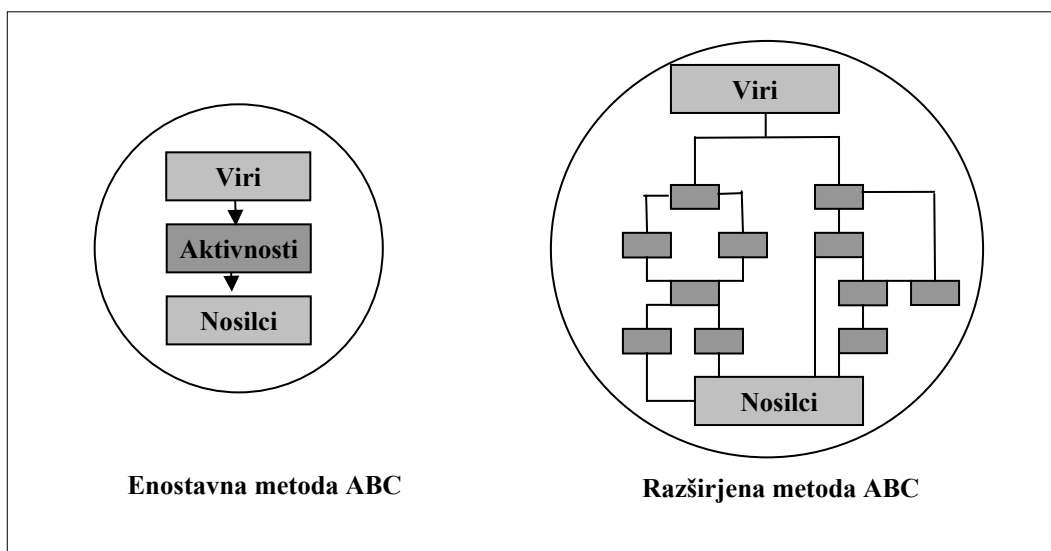 Viri
Aktivnosti
Nosilci
Enostavna metoda ABC
Viri
Nosilci
Razširjena metoda ABC